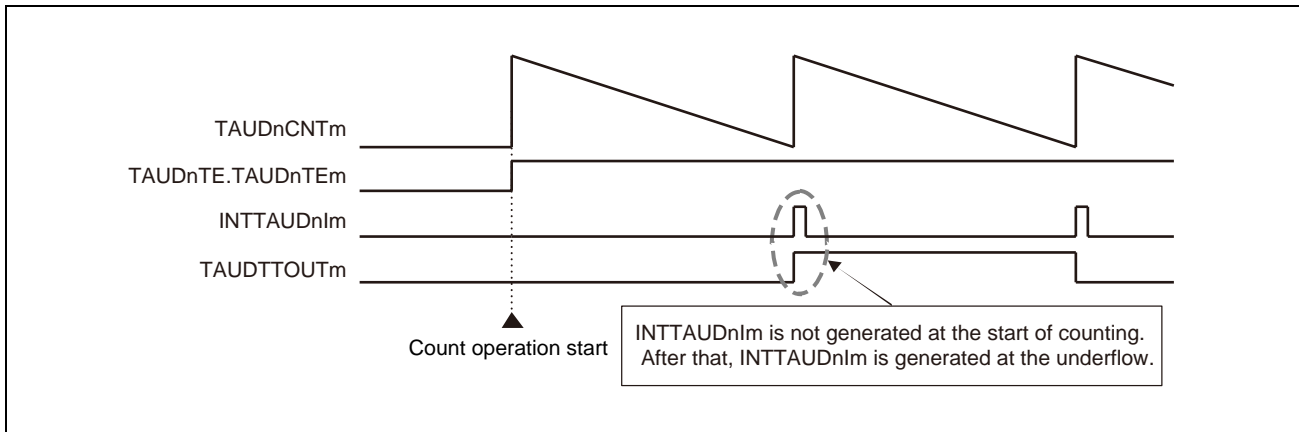 TAUDnCNTm
TAUDnTE.TAUDnTEm
INTTAUDnIm
TAUDTTOUTm
Count operation start
INTTAUDnIm is not generated at the start of counting.
After that, INTTAUDnIm is generated at the underflow.